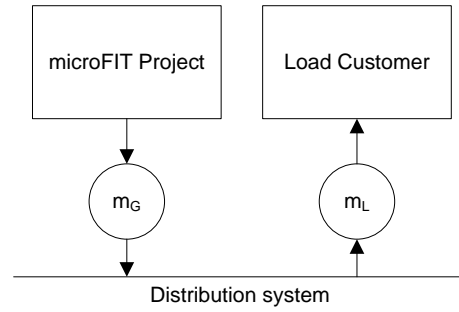 microFIT Project
Load Customer
mG
mL
Distribution system